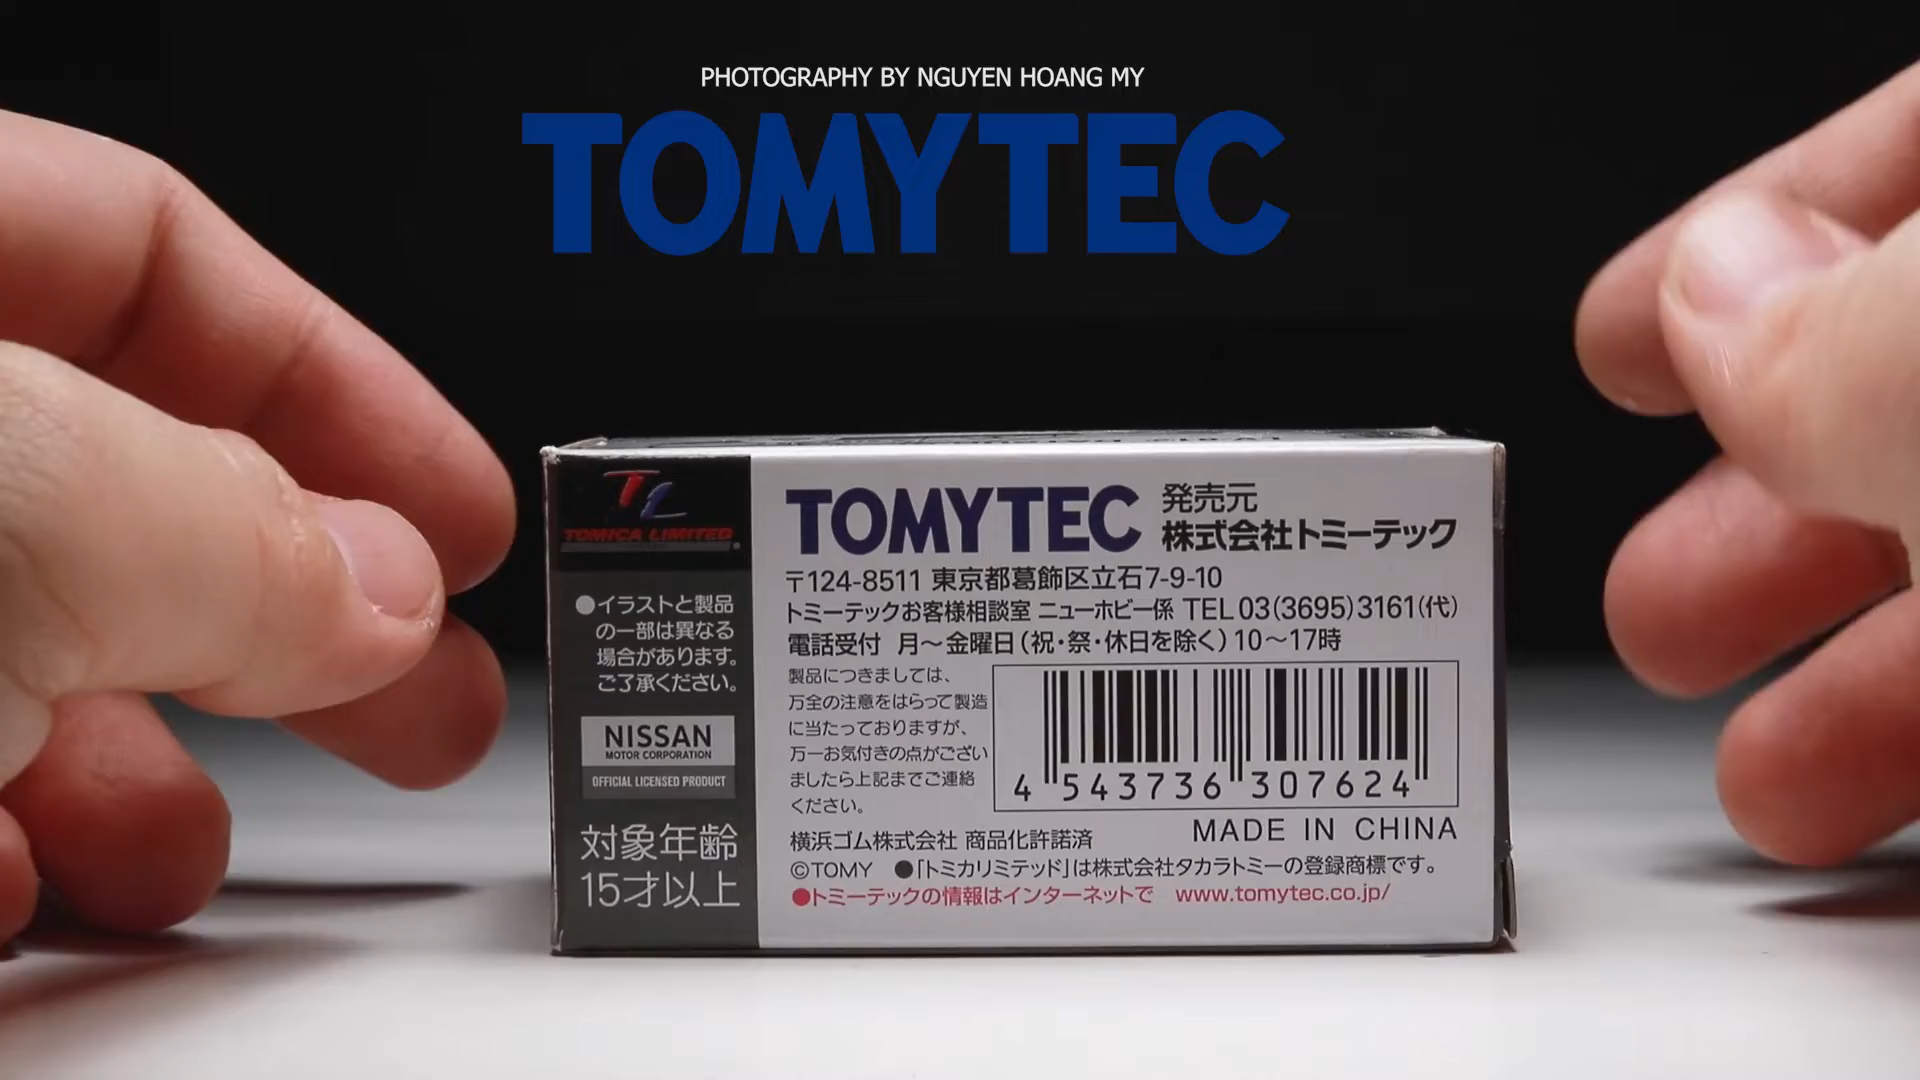 PHOTOGRAPHY BY NGUYEN HOANG MY
TOMYTEC
TL
TOMICA LIMITED
●イラストと製品
の一部は異なる
場合があります。
ご了承ください。
NISSAN
MOTOR CORPORATION
OFFICIAL LICENSED PRODUCT
対象年齢
15才以上
TOMYTEC 発売元
株式会社トミーテック
〒124-8511 東京都葛飾区立石7-9-10
トミーテックお客様相談室 ニューホビー係 TEL 03(3695)3161(代)
電話受付 月～金曜日(祝・祭・休日を除く)10～17時
製品につきましては、
万全の注意をはらって製造
に当たっておりますが、
万一お気付きの点がござい
ましたら上記までご連絡
ください。
4 543736 307624
横浜ゴム株式会社 商品化許諾済
MADE IN CHINA
©TOMY ●「トミカリミテッド」は株式会社タカラトミーの登録商標です。
●トミーテックの情報はインターネットで www.tomytec.co.jp/